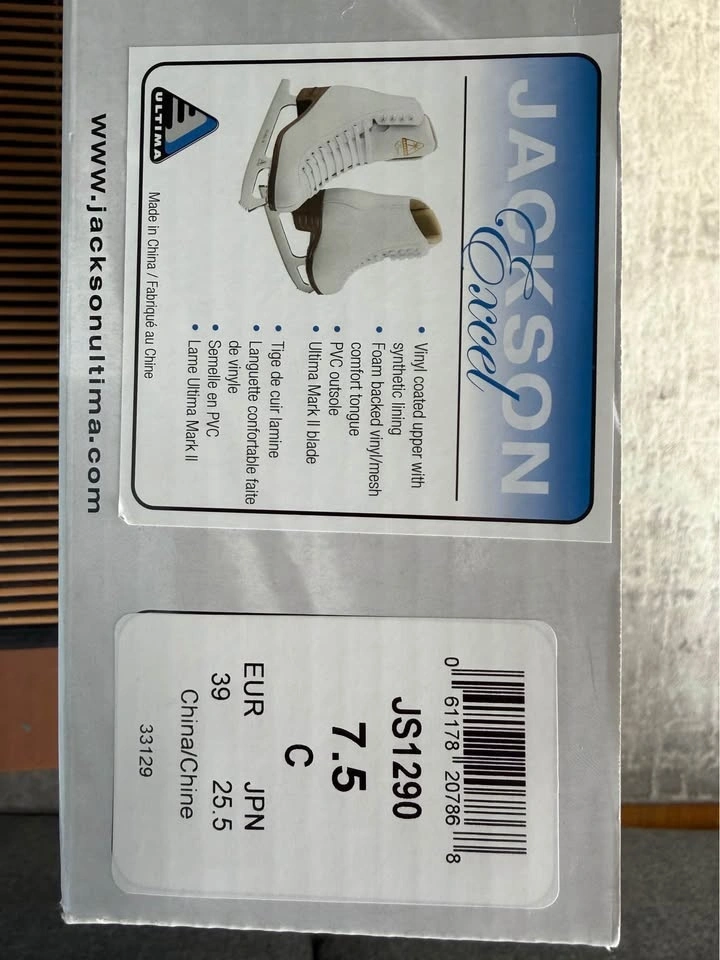 JACKSON
Excel
• Vinyl coated upper with
synthetic lining
• Foam backed vinyl/mesh
comfort tongue
• PVC outsole
• Ultima Mark II blade
• Tige de cuir lamine
• Languette confortable faite
de vinyle
• Semelle en PVC
• Lame Ultima Mark II
ULTIMA
Made in China / Fabriqué au Chine
www.jacksonultima.com
0 61178 20786 8
JS1290
7.5
C
EUR JPN
39 25.5
China/Chine
33129